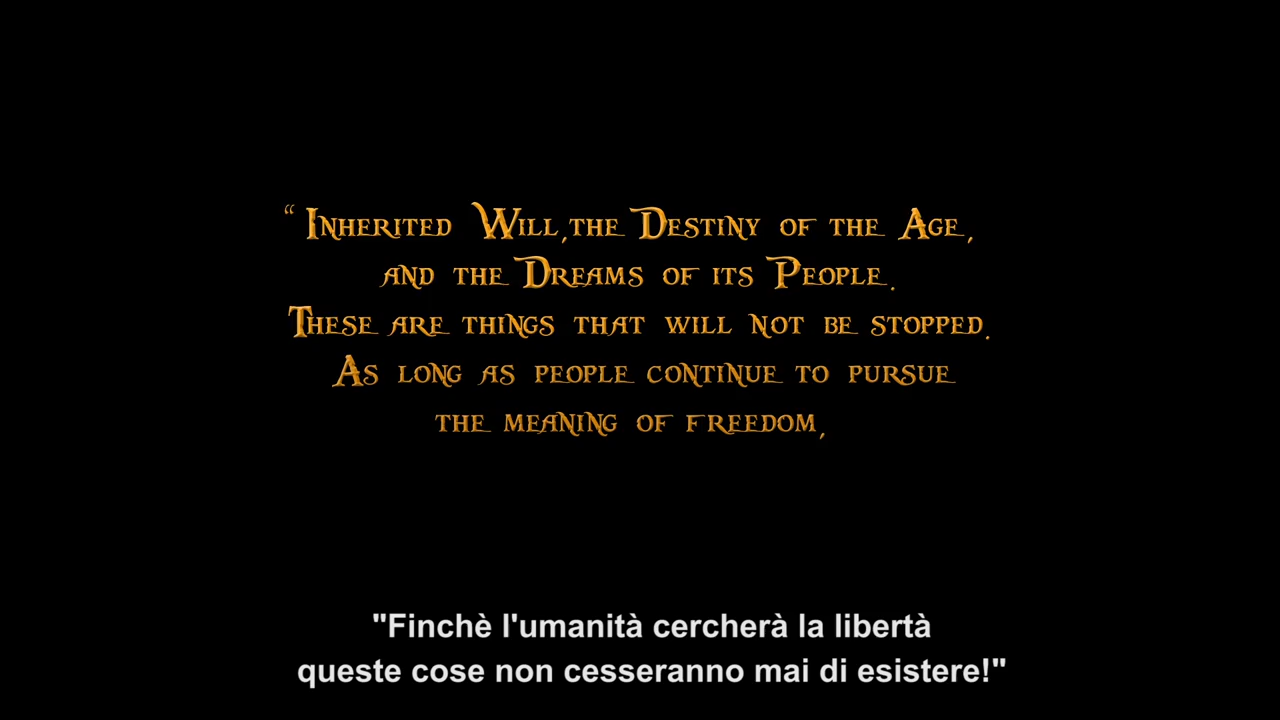 “ Inherited Will,the Destiny of the Age,
and the Dreams of its People.
These are things that will not be stopped.
As long as people continue to pursue
the meaning of freedom,
"Finchè l'umanità cercherà la libertà
queste cose non cesseranno mai di esistere!"